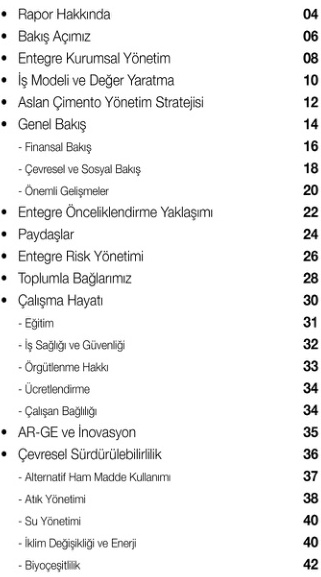 • Rapor Hakkında 04
• Bakış Açımız 06
• Entegre Kurumsal Yönetim 08
• İş Modeli ve Değer Yaratma 10
• Aslan Çimento Yönetim Stratejisi 12
• Genel Bakış 14
- Finansal Bakış 16
- Çevresel ve Sosyal Bakış 18
- Önemli Gelişmeler 20
• Entegre Önceliklendirme Yaklaşımı 22
• Paydaşlar 24
• Entegre Risk Yönetimi 26
• Toplumla Bağlarımız 28
• Çalışma Hayatı 30
- Eğitim 31
- İş Sağlığı ve Güvenliği 32
- Örgütlenme Hakkı 33
- Ücretlendirme 34
- Çalışan Bağlılığı 34
• AR-GE ve İnovasyon 35
• Çevresel Sürdürülebilirlilik 36
- Alternatif Ham Madde Kullanımı 37
- Atık Yönetimi 38
- Su Yönetimi 40
- İklim Değişikliği ve Enerji 40
- Biyoçeşitlilik 42